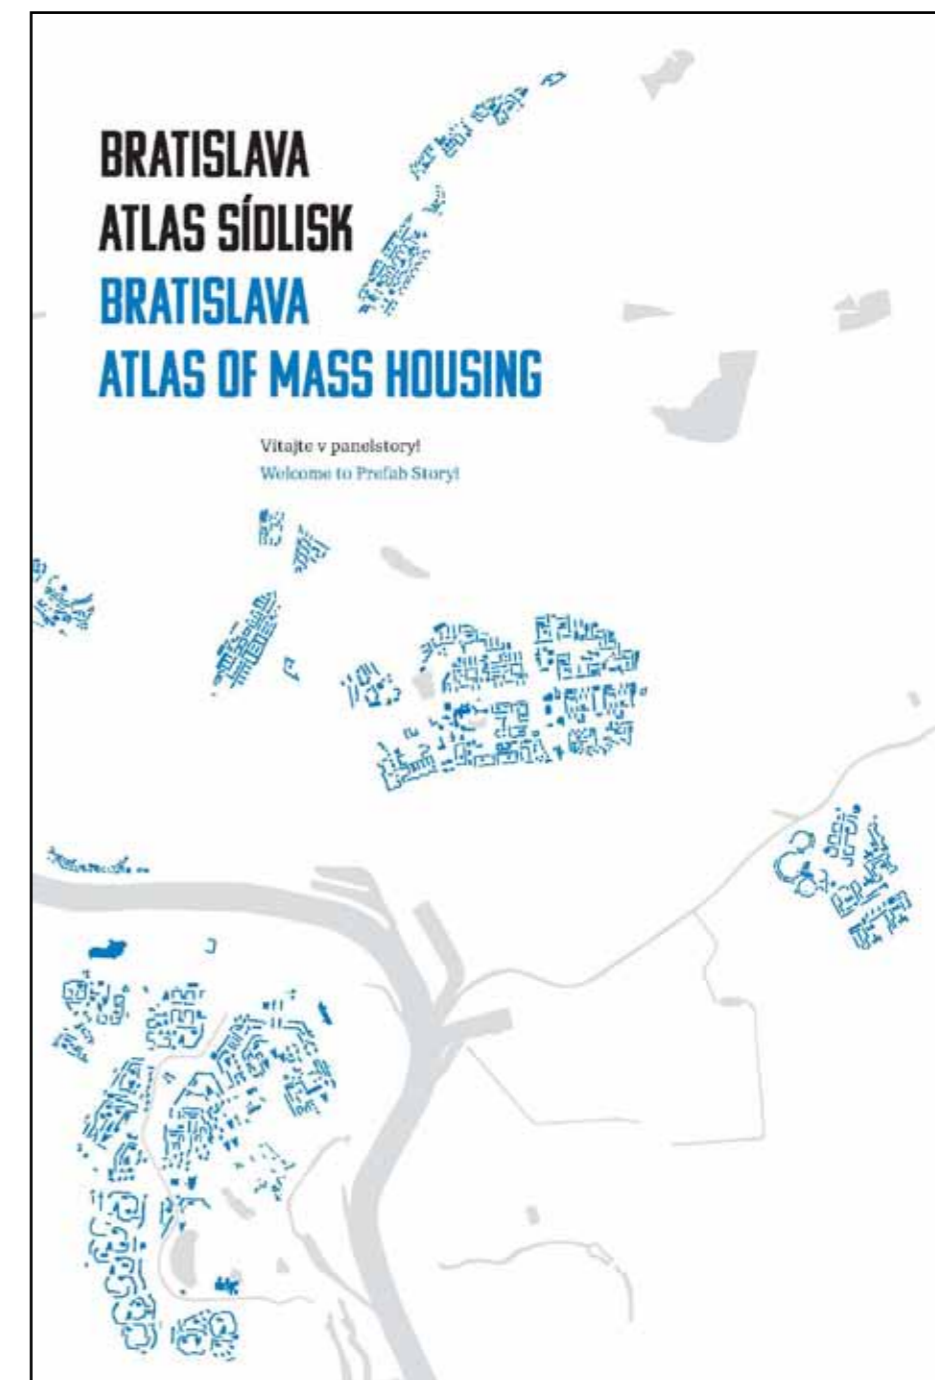 BRATISLAVA
ATLAS SÍDLISK
BRATISLAVA
ATLAS OF MASS HOUSING
Vitajte v panelstory!
Welcome to Prefab Story!